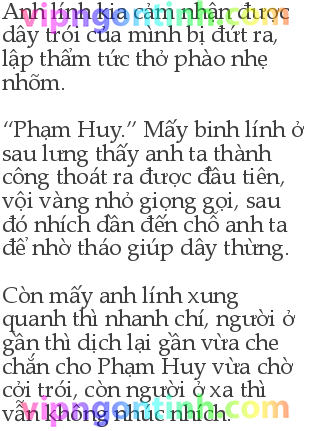 Anh lính kia cảm nhận được
vipngontinh.com
dây trói của mình bị đứt ra,
lập thẩm tức thở phào nhẹ
nhõm.
“Phạm Huy.” Mấy binh lính ở
sau lưng thấy anh ta thành
công thoát ra được đầu tiên,
vội vàng nhỏ giọng gọi, sau
đó nhích dần đến chỗ anh ta
để nhờ tháo giúp dây thừng.
Còn mấy anh lính xung
quanh thì nhanh chí, người ở
gần thì dịch lại gần vừa che
chắn cho Phạm Huy vừa chờ
cởi trói, còn người ở xa thì
vẫn không nhúc nhích.
vipngontinh.com